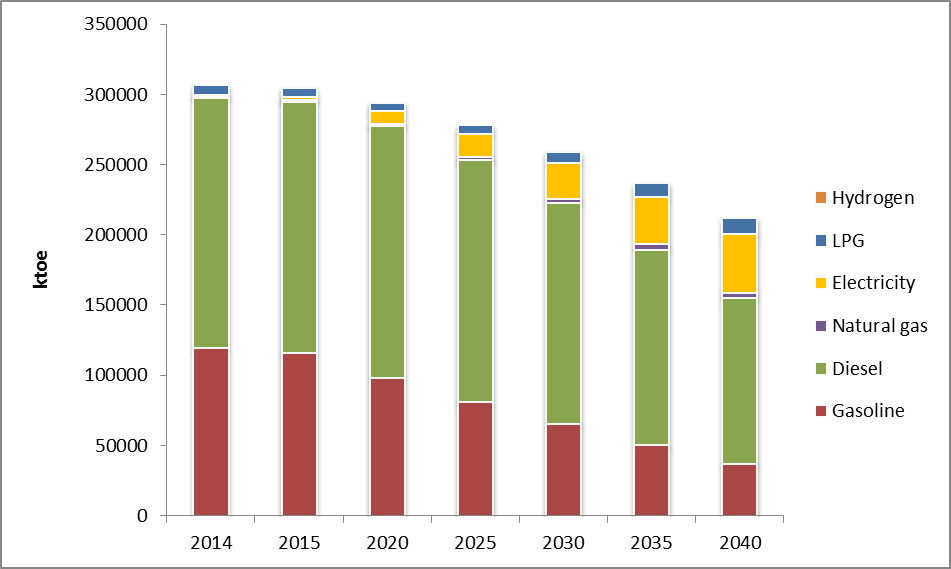 350000
300000
250000
200000
150000
100000
50000
0
ktoe
2014 2015 2020 2025 2030 2035 2040
Hydrogen
LPG
Electricity
Natural gas
Diesel
Gasoline